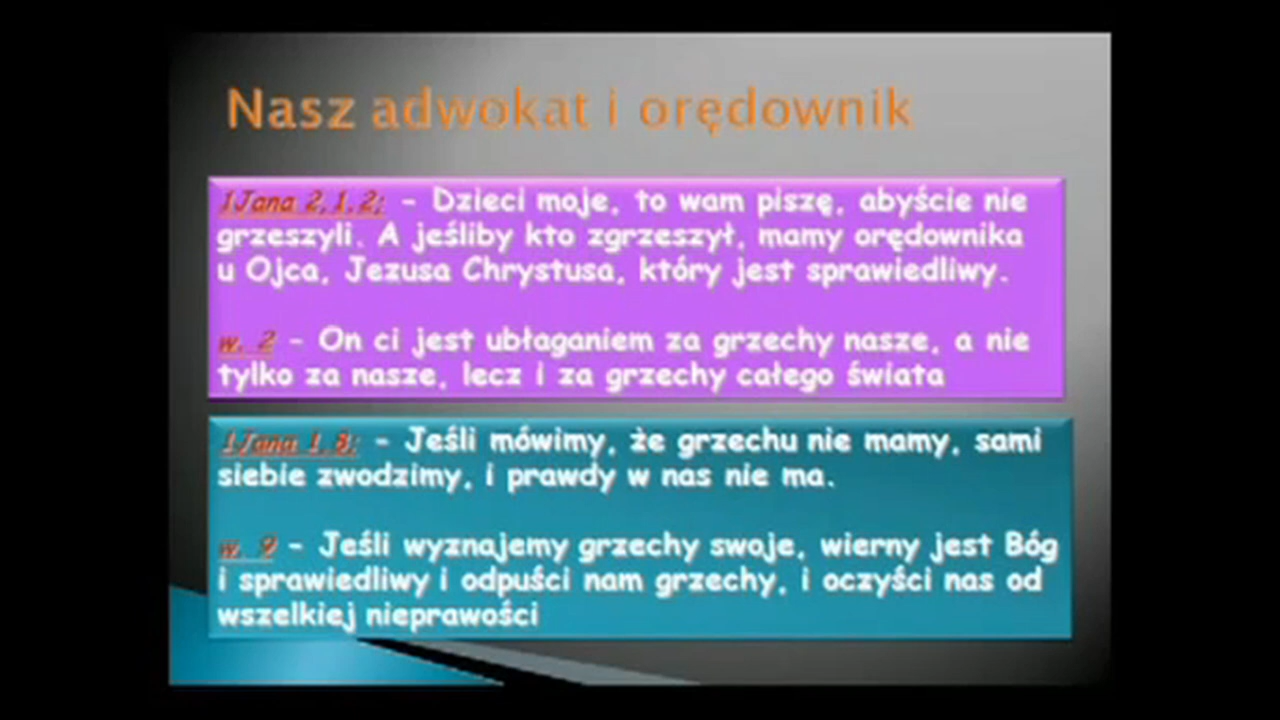 Nasz adwokat i orędownik
1Jana 2,1.2; - Dzieci moje, to wam piszę, abyście nie
grzeszyli. A jeśliby kto zgrzeszył, mamy orędownika
u Ojca, Jezusa Chrystusa, który jest sprawiedliwy.
w. 2 - On ci jest ubłaganiem za grzechy nasze, a nie
tylko za nasze, lecz i za grzechy całego świata
1Jana 1,8; - Jeśli mówimy, że grzechu nie mamy, sami
siebie zwodzimy, i prawdy w nas nie ma.
w. 9 - Jeśli wyznajemy grzechy swoje, wierny jest Bóg
i sprawiedliwy i odpuści nam grzechy, i oczyści nas od
wszelkiej nieprawości